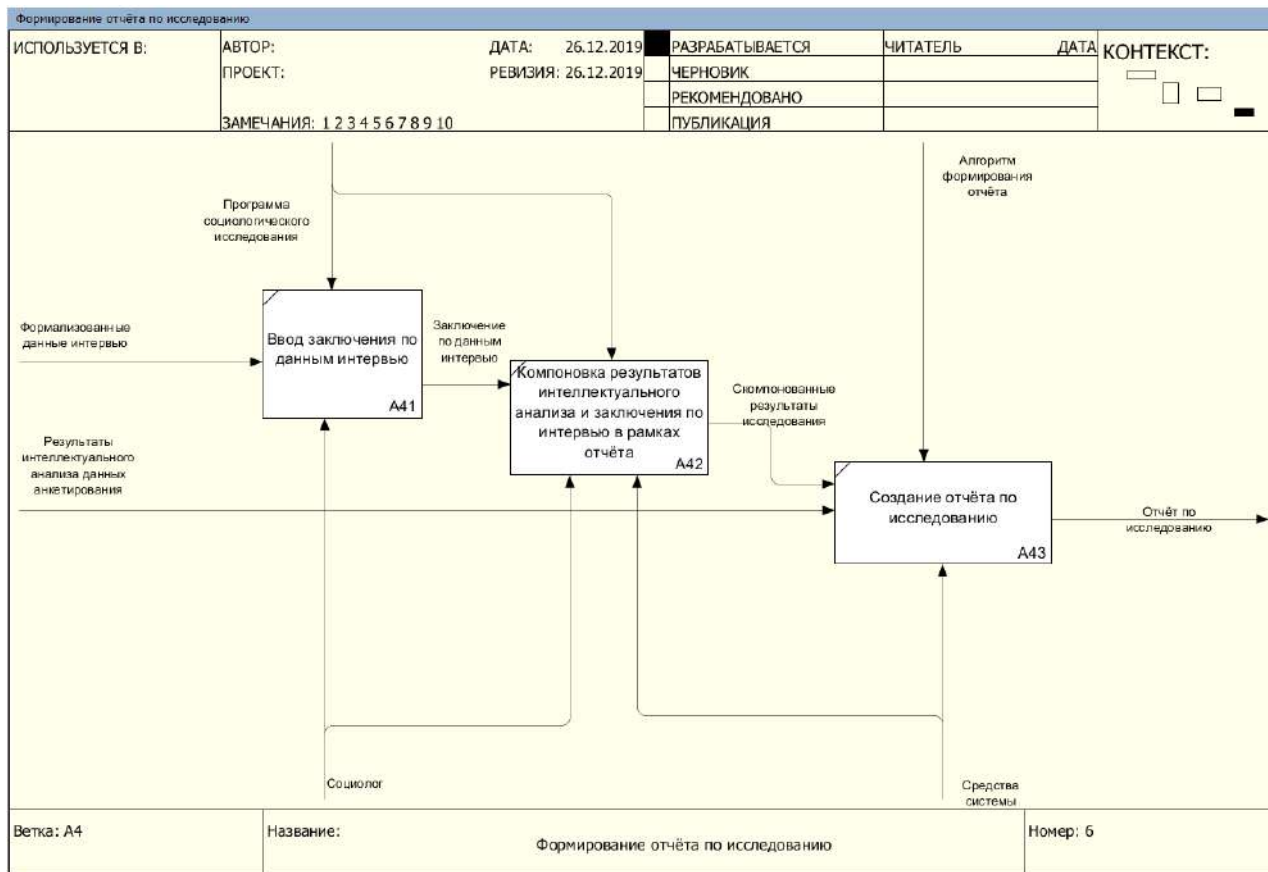 Формирование отчёта по исследованию
ИСПОЛЬЗУЕТСЯ В:
АВТОР:
ДАТА: 26.12.2019
ПРОЕКТ:
РЕВИЗИЯ: 26.12.2019
ЗАМЕЧАНИЯ: 1 2 3 4 5 6 7 8 9 10
РАЗРАБАТЫВАЕТСЯ
ЧЕРНОВИК
РЕКОМЕНДОВАНО
ПУБЛИКАЦИЯ
ЧИТАТЕЛЬ
ДАТА
КОНТЕКСТ:
Программа
социологического
исследования
Алгоритм
формирования
отчёта
Формализованные
данные интервью
Ввод заключения по
данным интервью
A41
Заключение
по данным
интервью
Компоновка результатов
интеллектуального
анализа и заключения по
интервью в рамках
отчёта
A42
Скомпонованные
результаты
исследования
Результаты
интеллектуального
анализа данных
анкетирования
Создание отчёта по
исследованию
A43
Отчёт по
исследованию
Социолог
Средства
системы
Ветка: A4
Название:
Формирование отчёта по исследованию
Номер: 6